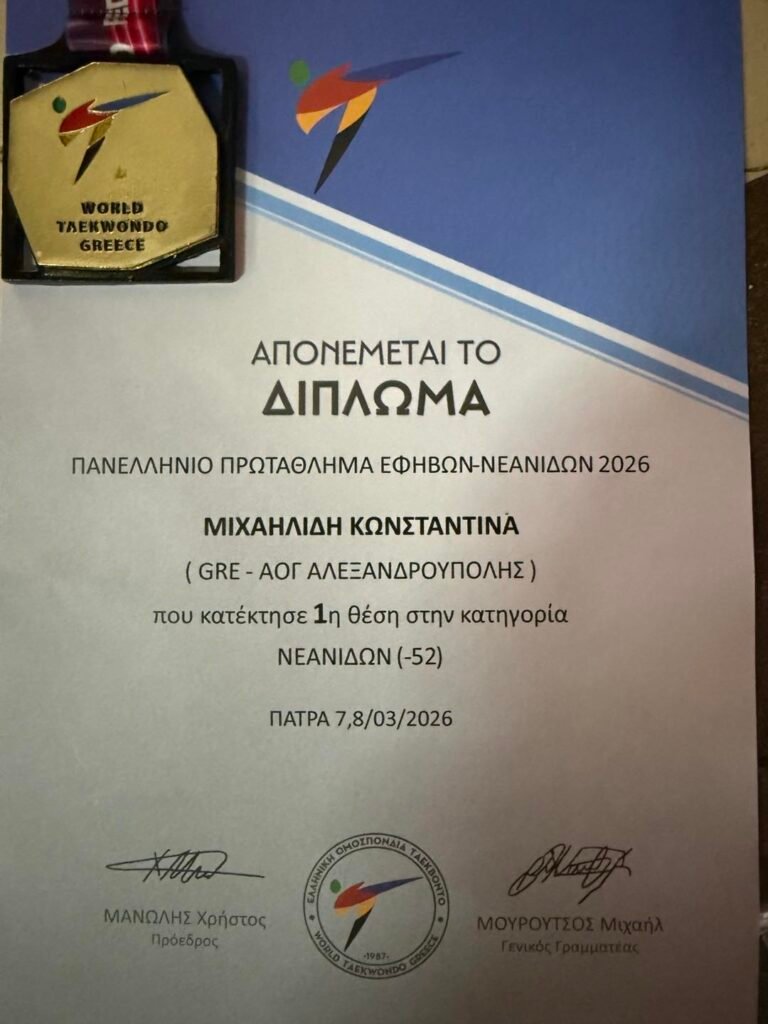 WORLD
TAEKWONDO
GREECE
ΑΠΟΝΕΜΕΤΑΙ ΤΟ
ΔΙΠΛΩΜΑ
ΠΑΝΕΛΛΗΝΙΟ ΠΡΩΤΑΘΛΗΜΑ ΕΦΗΒΩΝ-ΝΕΑΝΙΔΩΝ 2026
ΜΙΧΑΗΛΙΔΗ ΚΩΝΣΤΑΝΤΙΝΑ
( GRE - ΑΟΓ ΑΛΕΞΑΝΔΡΟΥΠΟΛΗΣ )
που κατέκτησε 1η θέση στην κατηγορία
ΝΕΑΝΙΔΩΝ (-52)
ΠΑΤΡΑ 7,8/03/2026
ΜΑΝΩΛΗΣ Χρήστος
Πρόεδρος
ΕΛΛΗΝΙΚΗ ΟΜΟΣΠΟΝΔΙΑ ΤΑΕΚΒΟΝΤΟ
-1987-
WORLD TAEKWONDO GREECE
ΜΟΥΡΟΥΤΣΟΣ Μιχαήλ
Γενικός Γραμματέας